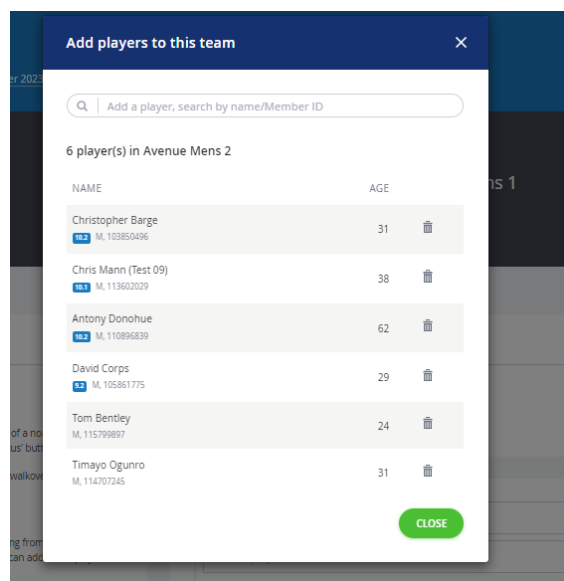 Add players to this team
er 2023
Add a player, search by name/Member ID
6 player(s) in Avenue Mens 2
ns 1
NAME AGE
Christopher Barge
31
10.2 M, 103850496
Chris Mann (Test 09)
38
10.1 M, 113602029
Antony Donohue
62
10.2 M, 110896839
David Corps
29
9.2 M, 105861775
Tom Bentley
24
M, 115799897
of a no
us' butt
Timayo Ogunro
31
M, 114707245
walkove
CLOSE
ng from
can add